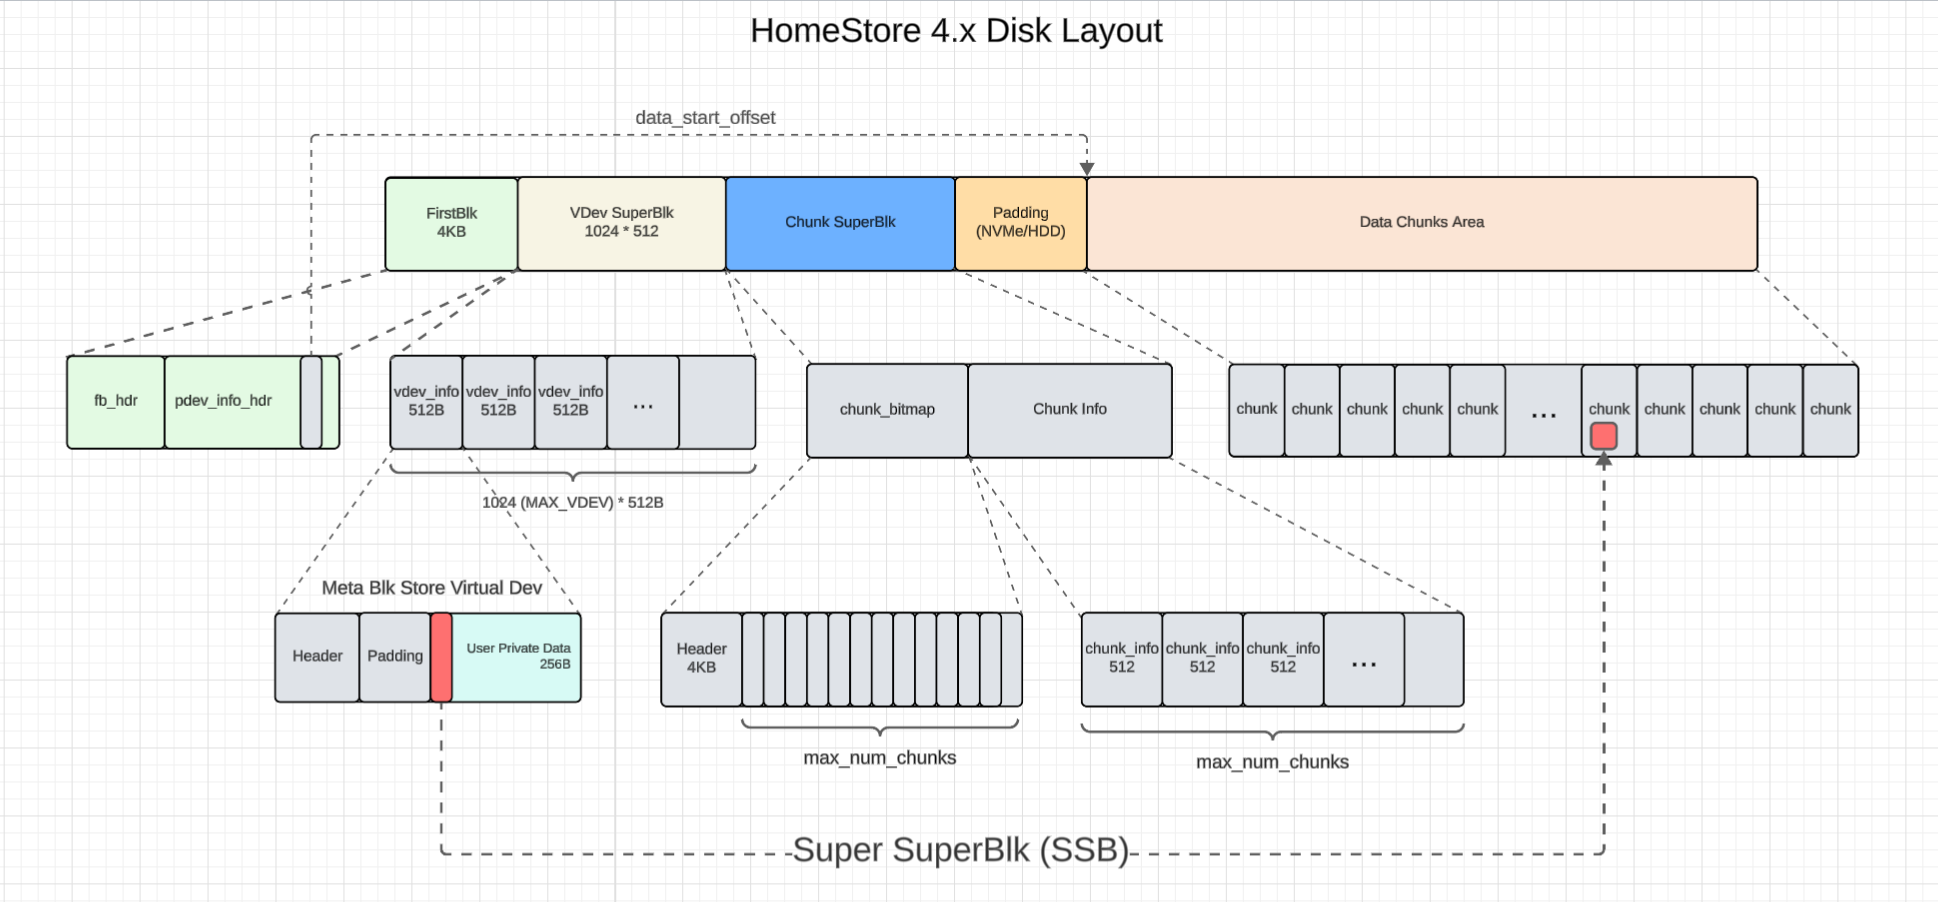 HomeStore 4.x Disk Layout
data_start_offset
FirstBlk
4KB
VDev SuperBlk
1024 * 512
Chunk SuperBlk
Padding
(NVMe/HDD)
Data Chunks Area
fb_hdr
pdev_info_hdr
vdev_info
512B
vdev_info
512B
vdev_info
512B
...
1024 (MAX_VDEV) * 512B
chunk_bitmap
Chunk Info
chunk
chunk
chunk
chunk
chunk
...
chunk
chunk
chunk
chunk
chunk
Meta Blk Store Virtual Dev
Header
Padding
User Private Data
256B
Header
4KB
max_num_chunks
chunk_info
512
chunk_info
512
chunk_info
512
...
max_num_chunks
Super SuperBlk (SSB)